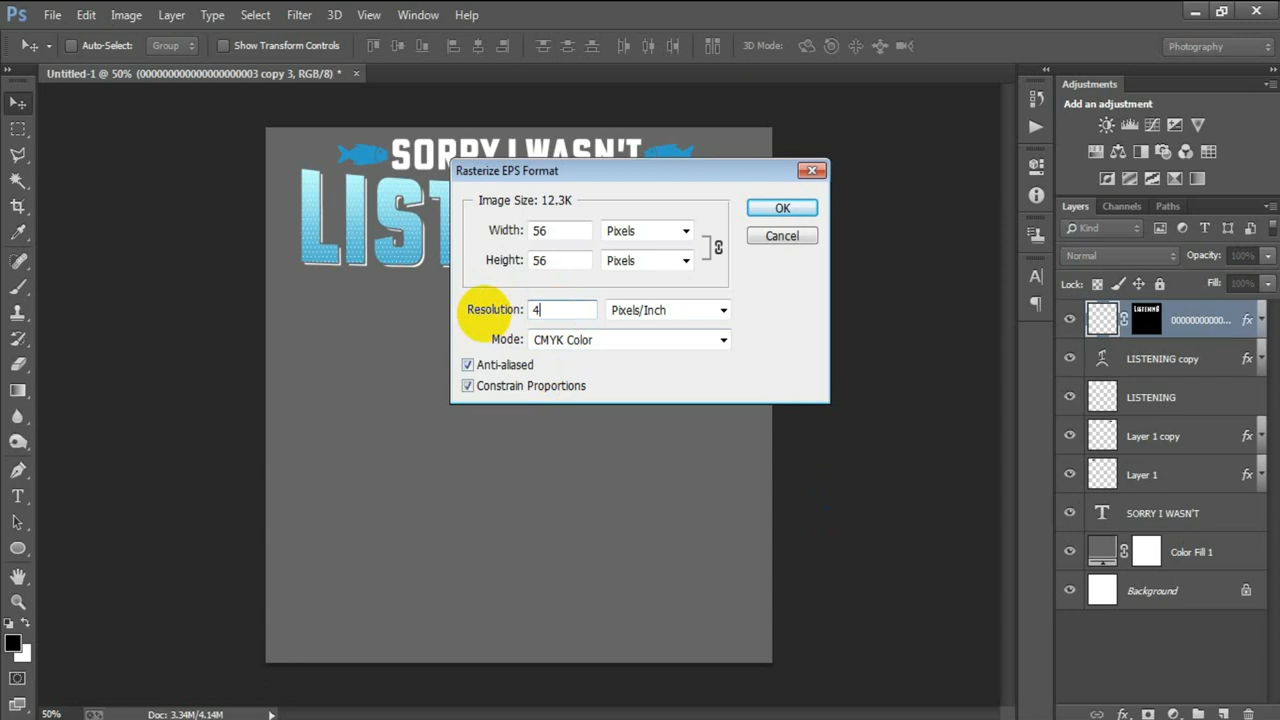 Ps File Edit Image Layer Type Select Filter 3D View Window Help
Auto-Select: Group Show Transform Controls 3D Mode: Photography
Untitled-1 @ 50% (00000000000000000003 copy 3, RGB/8) *
SORRY I WASN'T
LIST
Rasterize EPS Format
Image Size: 12.3K
Width: 56 Pixels
Height: 56 Pixels
Resolution: 4 Pixels/Inch
Mode: CMYK Color
Anti-aliased
Constrain Proportions
OK
Cancel
Adjustments
Add an adjustment
Layers Channels Paths
Kind
Normal Opacity: 100%
Lock: Fill: 100%
0000000000... fx
LISTENING copy
LISTENING
Layer 1 copy fx
Layer 1 fx
SORRY I WASN'T
Color Fill 1
Background
50% Doc: 3.34M/4.14M